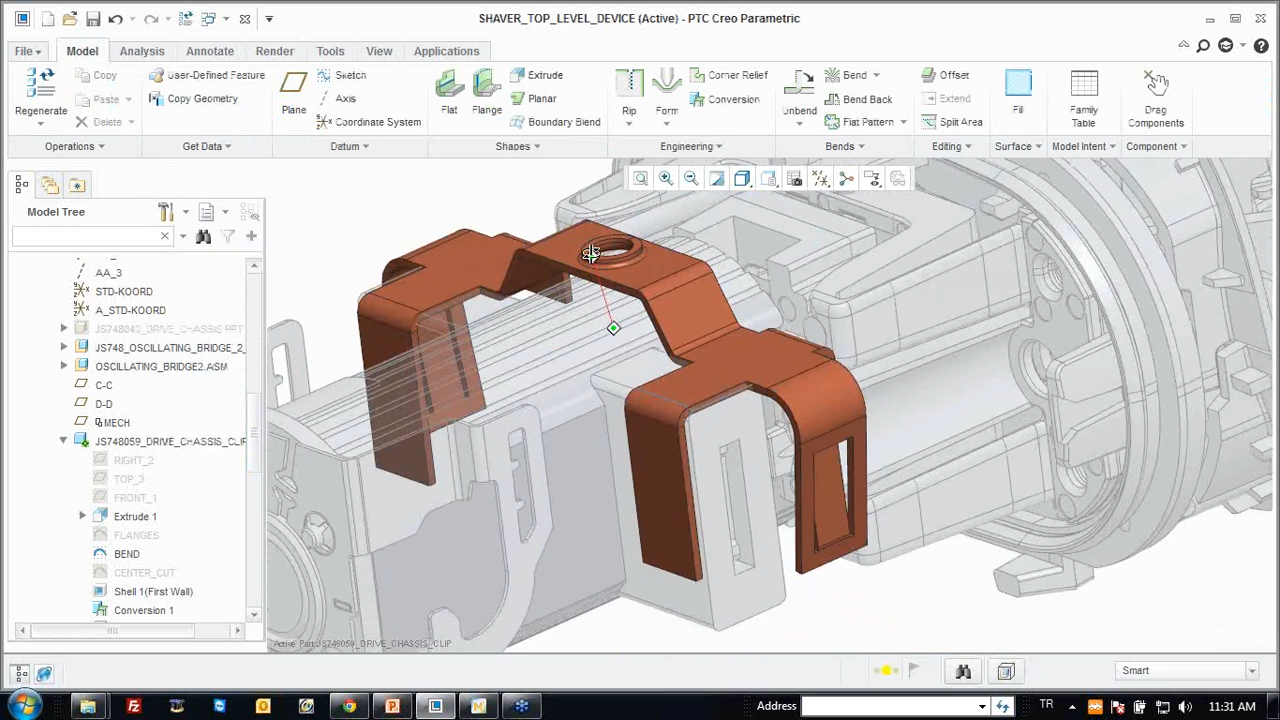 SHAVER_TOP_LEVEL_DEVICE (Active) - PTC Creo Parametric
File Model Analysis Annotate Render Tools View Applications
Regenerate Copy Paste Delete
User-Defined Feature Copy Geometry
Plane Sketch Axis Coordinate System
Flat Flange Extrude Planar Boundary Blend
Rip Form Corner Relief Conversion
Unbend Bend Bend Back Flat Pattern
Offset Extend Split Area
Fill
Family Table
Drag Components
Operations Get Data Datum Shapes Engineering Bends Editing Surface Model Intent Component
Model Tree
AA_3
STD-KOORD
A_STD-KOORD
JS748_OSCILLATING_BRIDGE_2_
OSCILLATING_BRIDGE2.ASM
C-C
D-D
MECH
JS748059_DRIVE_CHASSIS_CLIP
RIGHT_2
TOP_3
FRONT_1
Extrude 1
FLANGES
BEND
CENTER_CUT
Shell 1(First Wall)
Conversion 1
Active Part:JS748059_DRIVE_CHASSIS_CLIP
Smart
Address
TR
11:31 AM